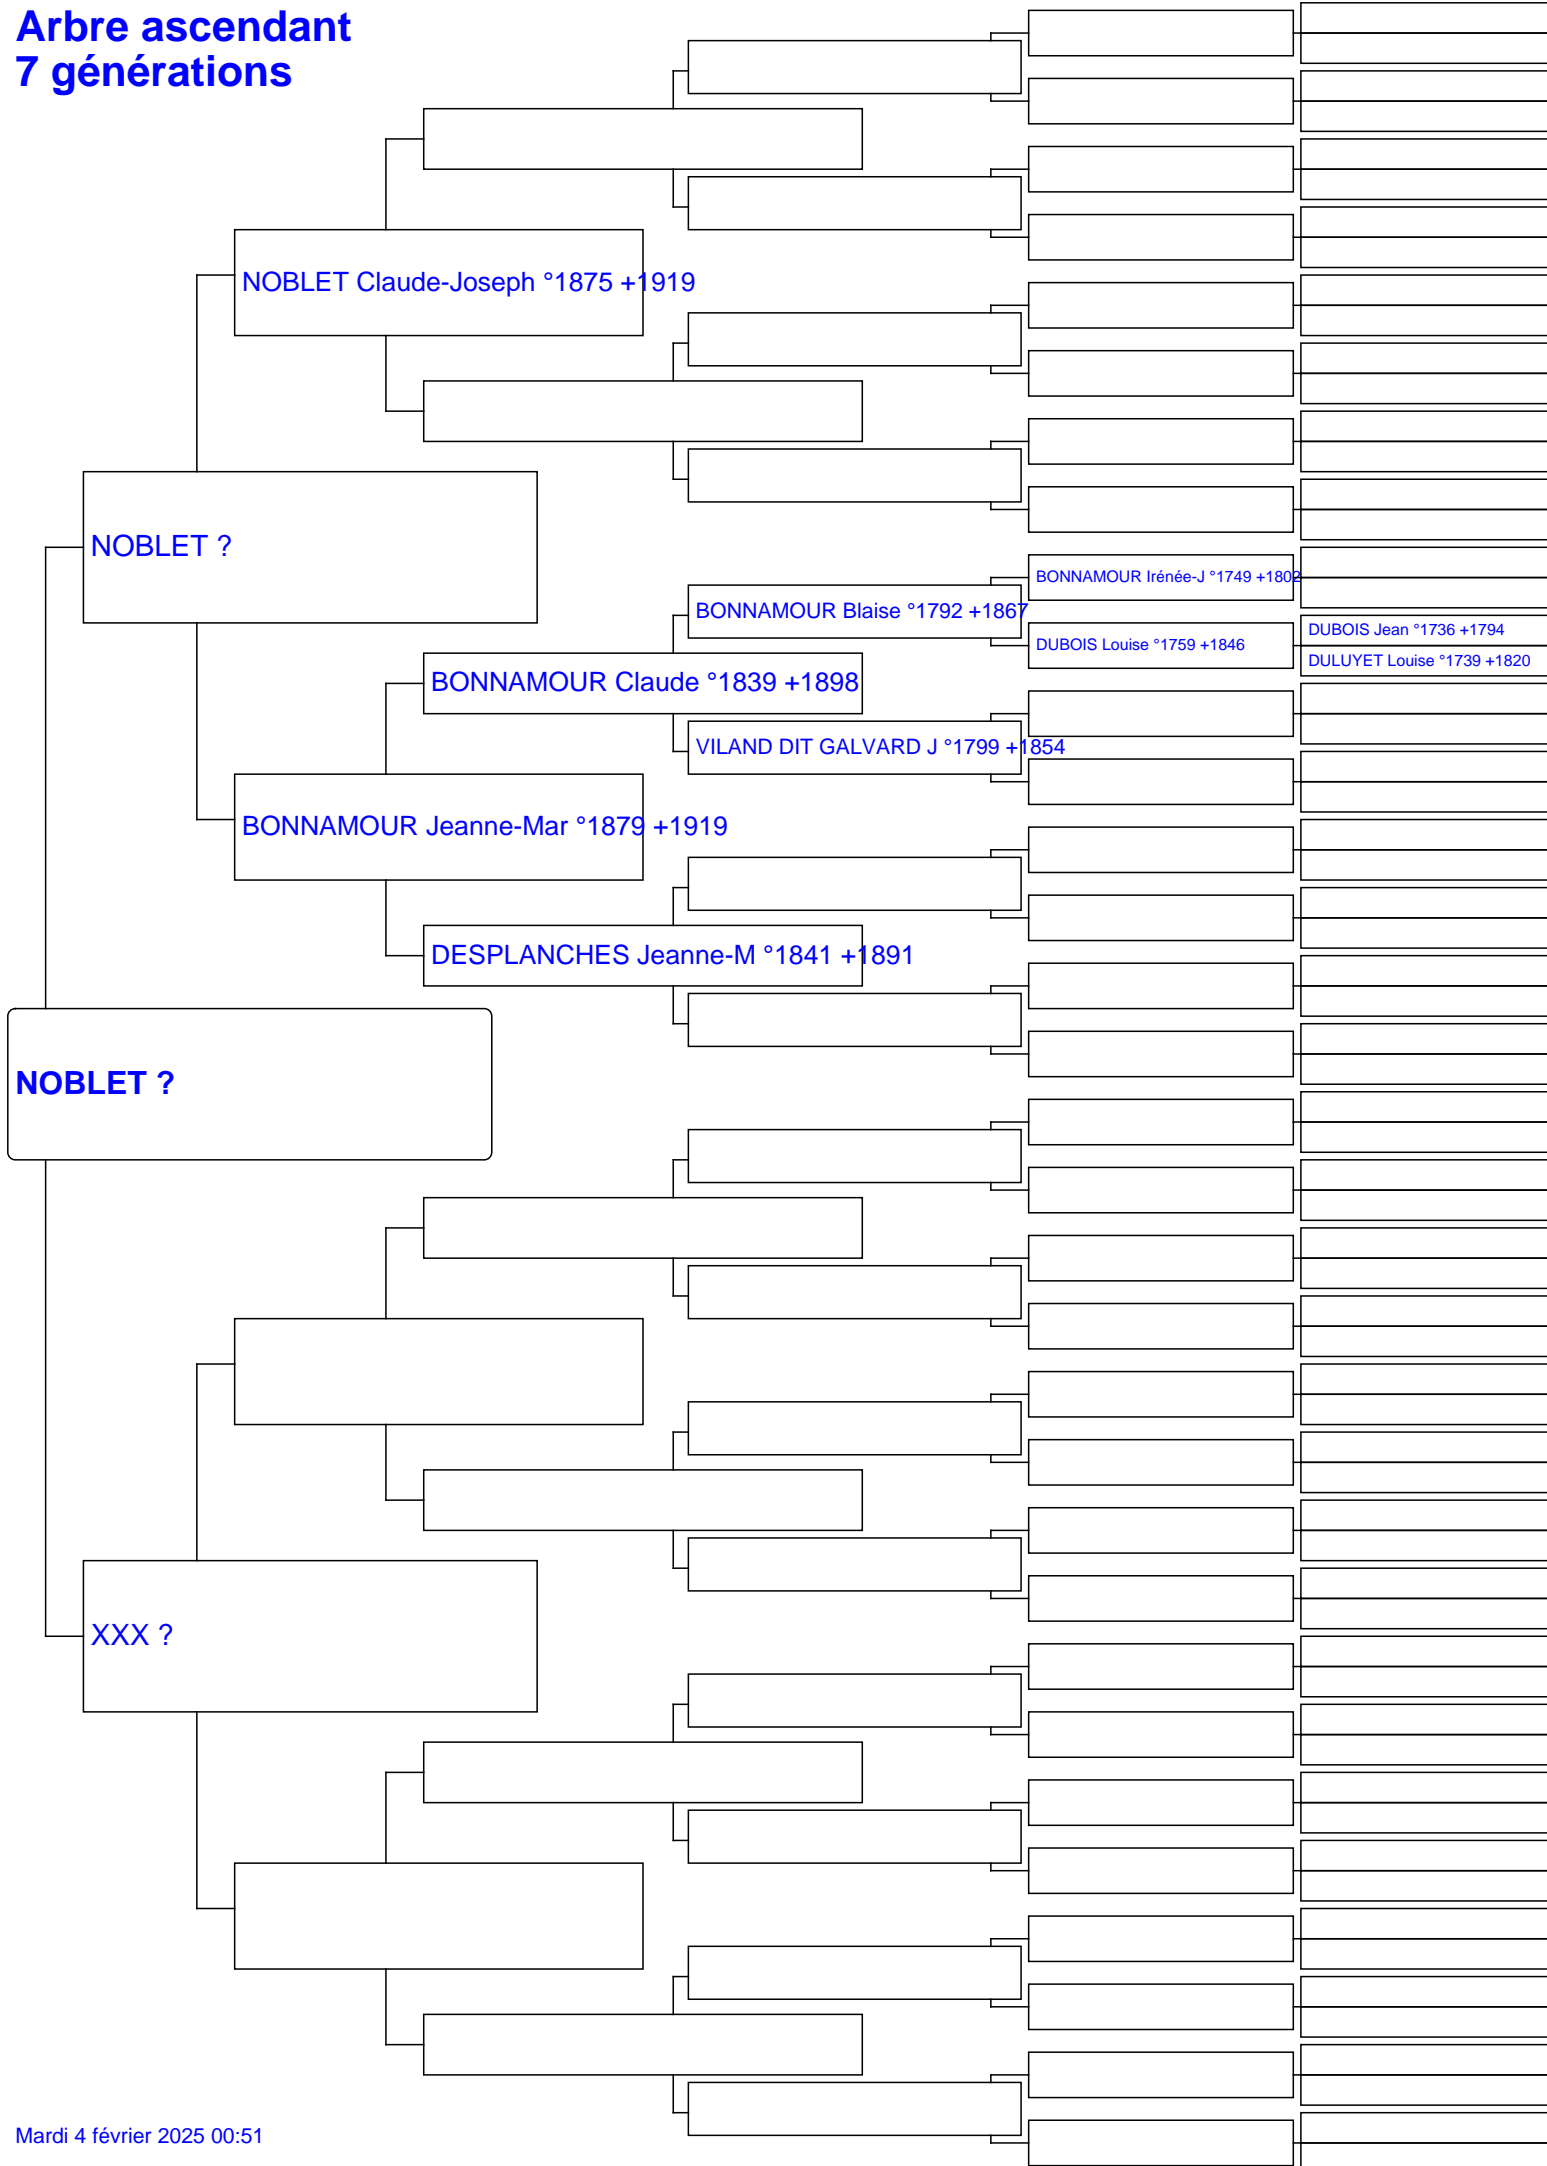 Arbre ascendant
7 générations
NOBLET Claude-Joseph °1875 +1919
NOBLET ?
BONNAMOUR Irénée-J °1749 +1802
BONNAMOUR Blaise °1792 +1867
DUBOIS Jean °1736 +1794
DUBOIS Louise °1759 +1846
DULUYET Louise °1739 +1820
BONNAMOUR Claude °1839 +1898
VILAND DIT GALVARD J °1799 +1854
BONNAMOUR Jeanne-Mar °1879 +1919
DESPLANCHES Jeanne-M °1841 +1891
NOBLET ?
XXX ?
Mardi 4 février 2025 00:51